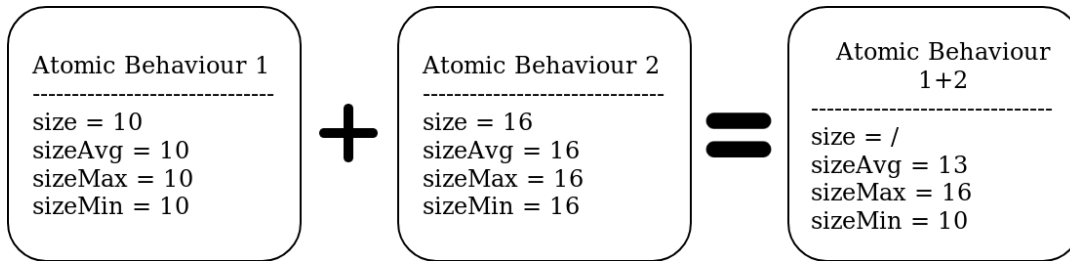 Atomic Behaviour 1
-------------------------------
size = 10
sizeAvg = 10
sizeMax = 10
sizeMin = 10
+
Atomic Behaviour 2
-------------------------------
size = 16
sizeAvg = 16
sizeMax = 16
sizeMin = 16
=
Atomic Behaviour
1+2
-------------------------------
size = /
sizeAvg = 13
sizeMax = 16
sizeMin = 10